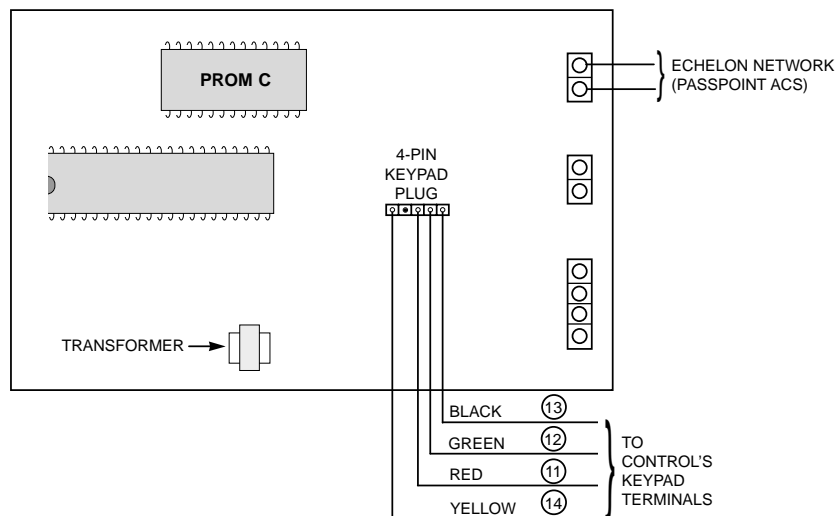 PROM C
ECHELON NETWORK
(PASSPOINT ACS)
4-PIN
KEYPAD
PLUG
TRANSFORMER
BLACK 13
GREEN 12
RED 11
YELLOW 14
TO
CONTROL'S
KEYPAD
TERMINALS